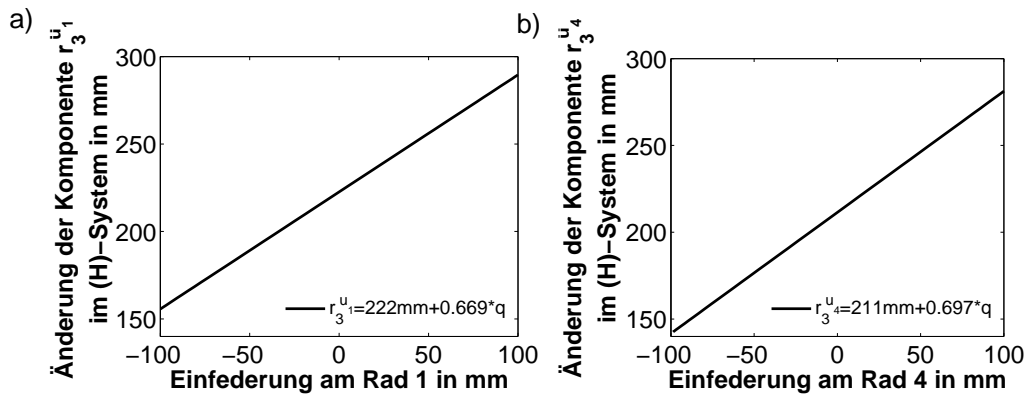 a)
Änderung der Komponente r₃ᵘ̈₁
im (H)−System in mm
300
250
200
150
−100 −50 0 50 100
Einfederung am Rad 1 in mm
r₃ᵘ₁=222mm+0.669*q
b)
Änderung der Komponente r₃ᵘ̈₄
im (H)−System in mm
300
250
200
150
−100 −50 0 50 100
Einfederung am Rad 4 in mm
r₃ᵘ₄=211mm+0.697*q